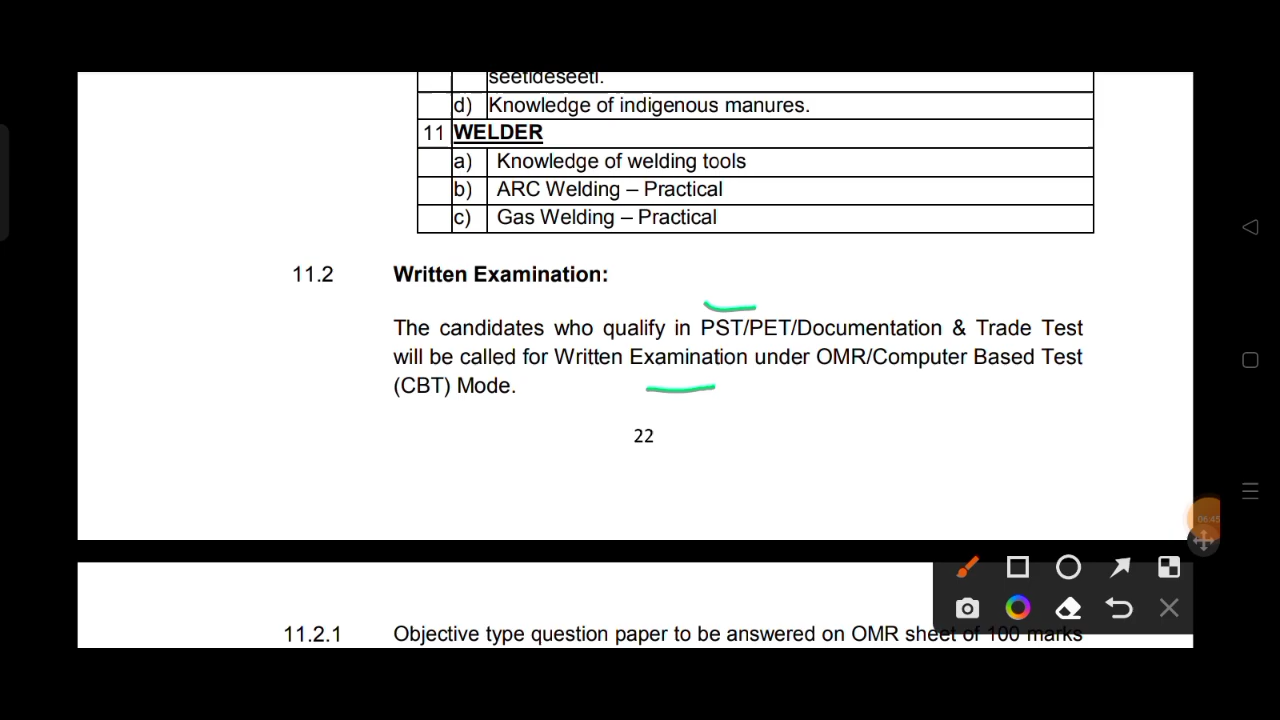 d) Knowledge of indigenous manures.
11 WELDER
a) Knowledge of welding tools
b) ARC Welding – Practical
c) Gas Welding – Practical
11.2 Written Examination:
The candidates who qualify in PST/PET/Documentation & Trade Test
will be called for Written Examination under OMR/Computer Based Test
(CBT) Mode.
22
06:45
11.2.1 Objective type question paper to be answered on OMR sheet of 100 marks